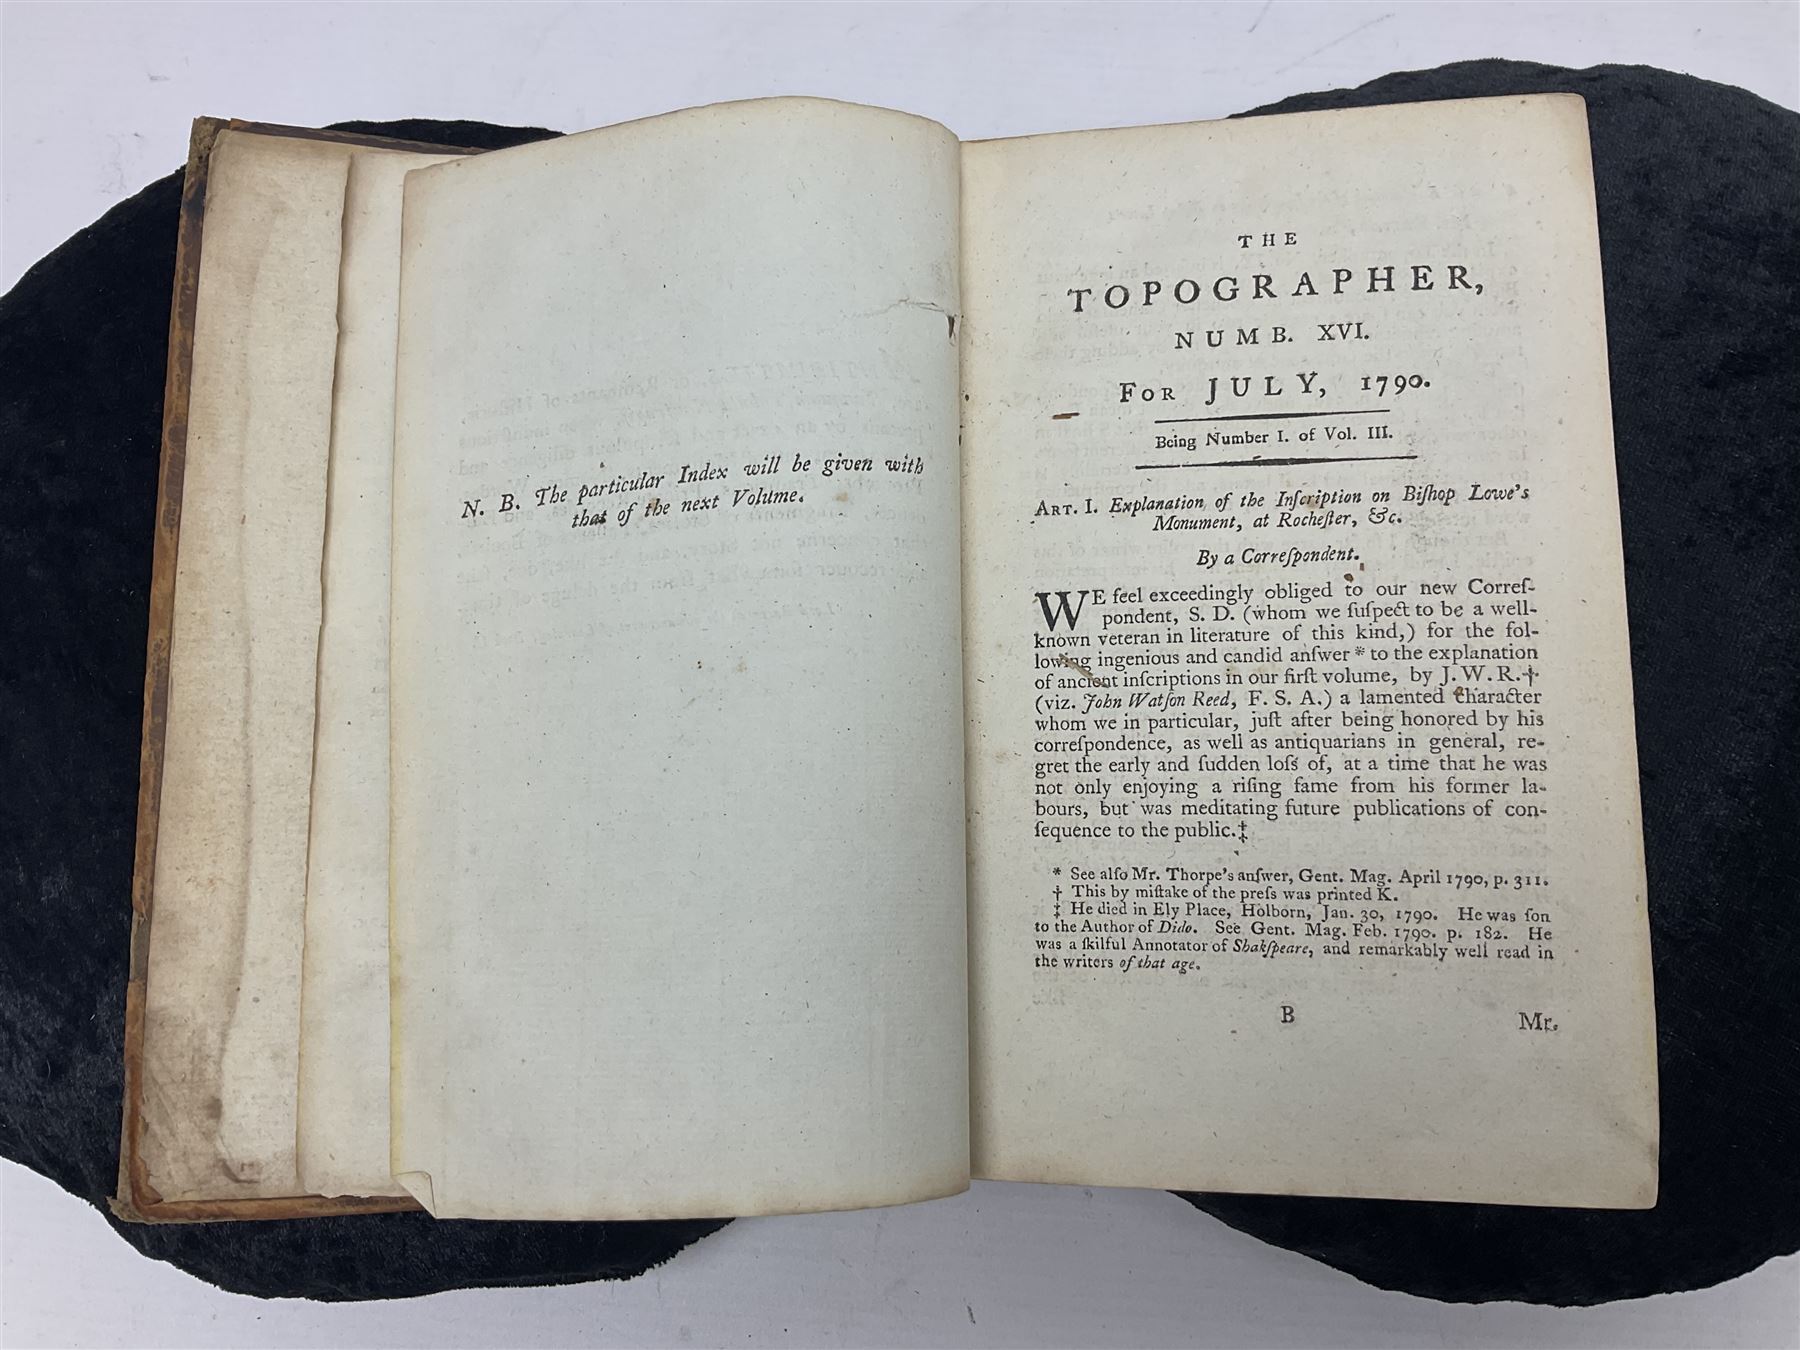 N. B. The particular Index will be given with
that of the next Volume.
THE
TOPOGRAPHER,
NUMB. XVI.
FOR JULY, 1790.
Being Number I. of Vol. III.
ART. I. Explanation of the Inſcription on Biſhop Lowe's
Monument, at Rocheſter, &c.
By a Correſpondent.
WE feel exceedingly obliged to our new Correſ-
pondent, S. D. (whom we ſuſpect to be a well-
known veteran in literature of this kind,) for the fol-
lowing ingenious and candid anſwer * to the explanation
of ancient inſcriptions in our firſt volume, by J. W. R. †
(viz. John Watſon Reed, F. S. A.) a lamented character
whom we in particular, juſt after being honored by his
correſpondence, as well as antiquarians in general, re-
gret the early and ſudden loſs of, at a time that he was
not only enjoying a riſing fame from his former la-
bours, but was meditating future publications of con-
ſequence to the public.‡
* See alſo Mr. Thorpe's anſwer, Gent. Mag. April 1790, p. 311.
† This by miſtake of the preſs was printed K.
‡ He died in Ely Place, Holborn, Jan. 30, 1790. He was ſon
to the Author of Dido. See Gent. Mag. Feb. 1790. p. 182. He
was a ſkilful Annotator of Shakſpeare, and remarkably well read in
the writers of that age.
B
Mr.